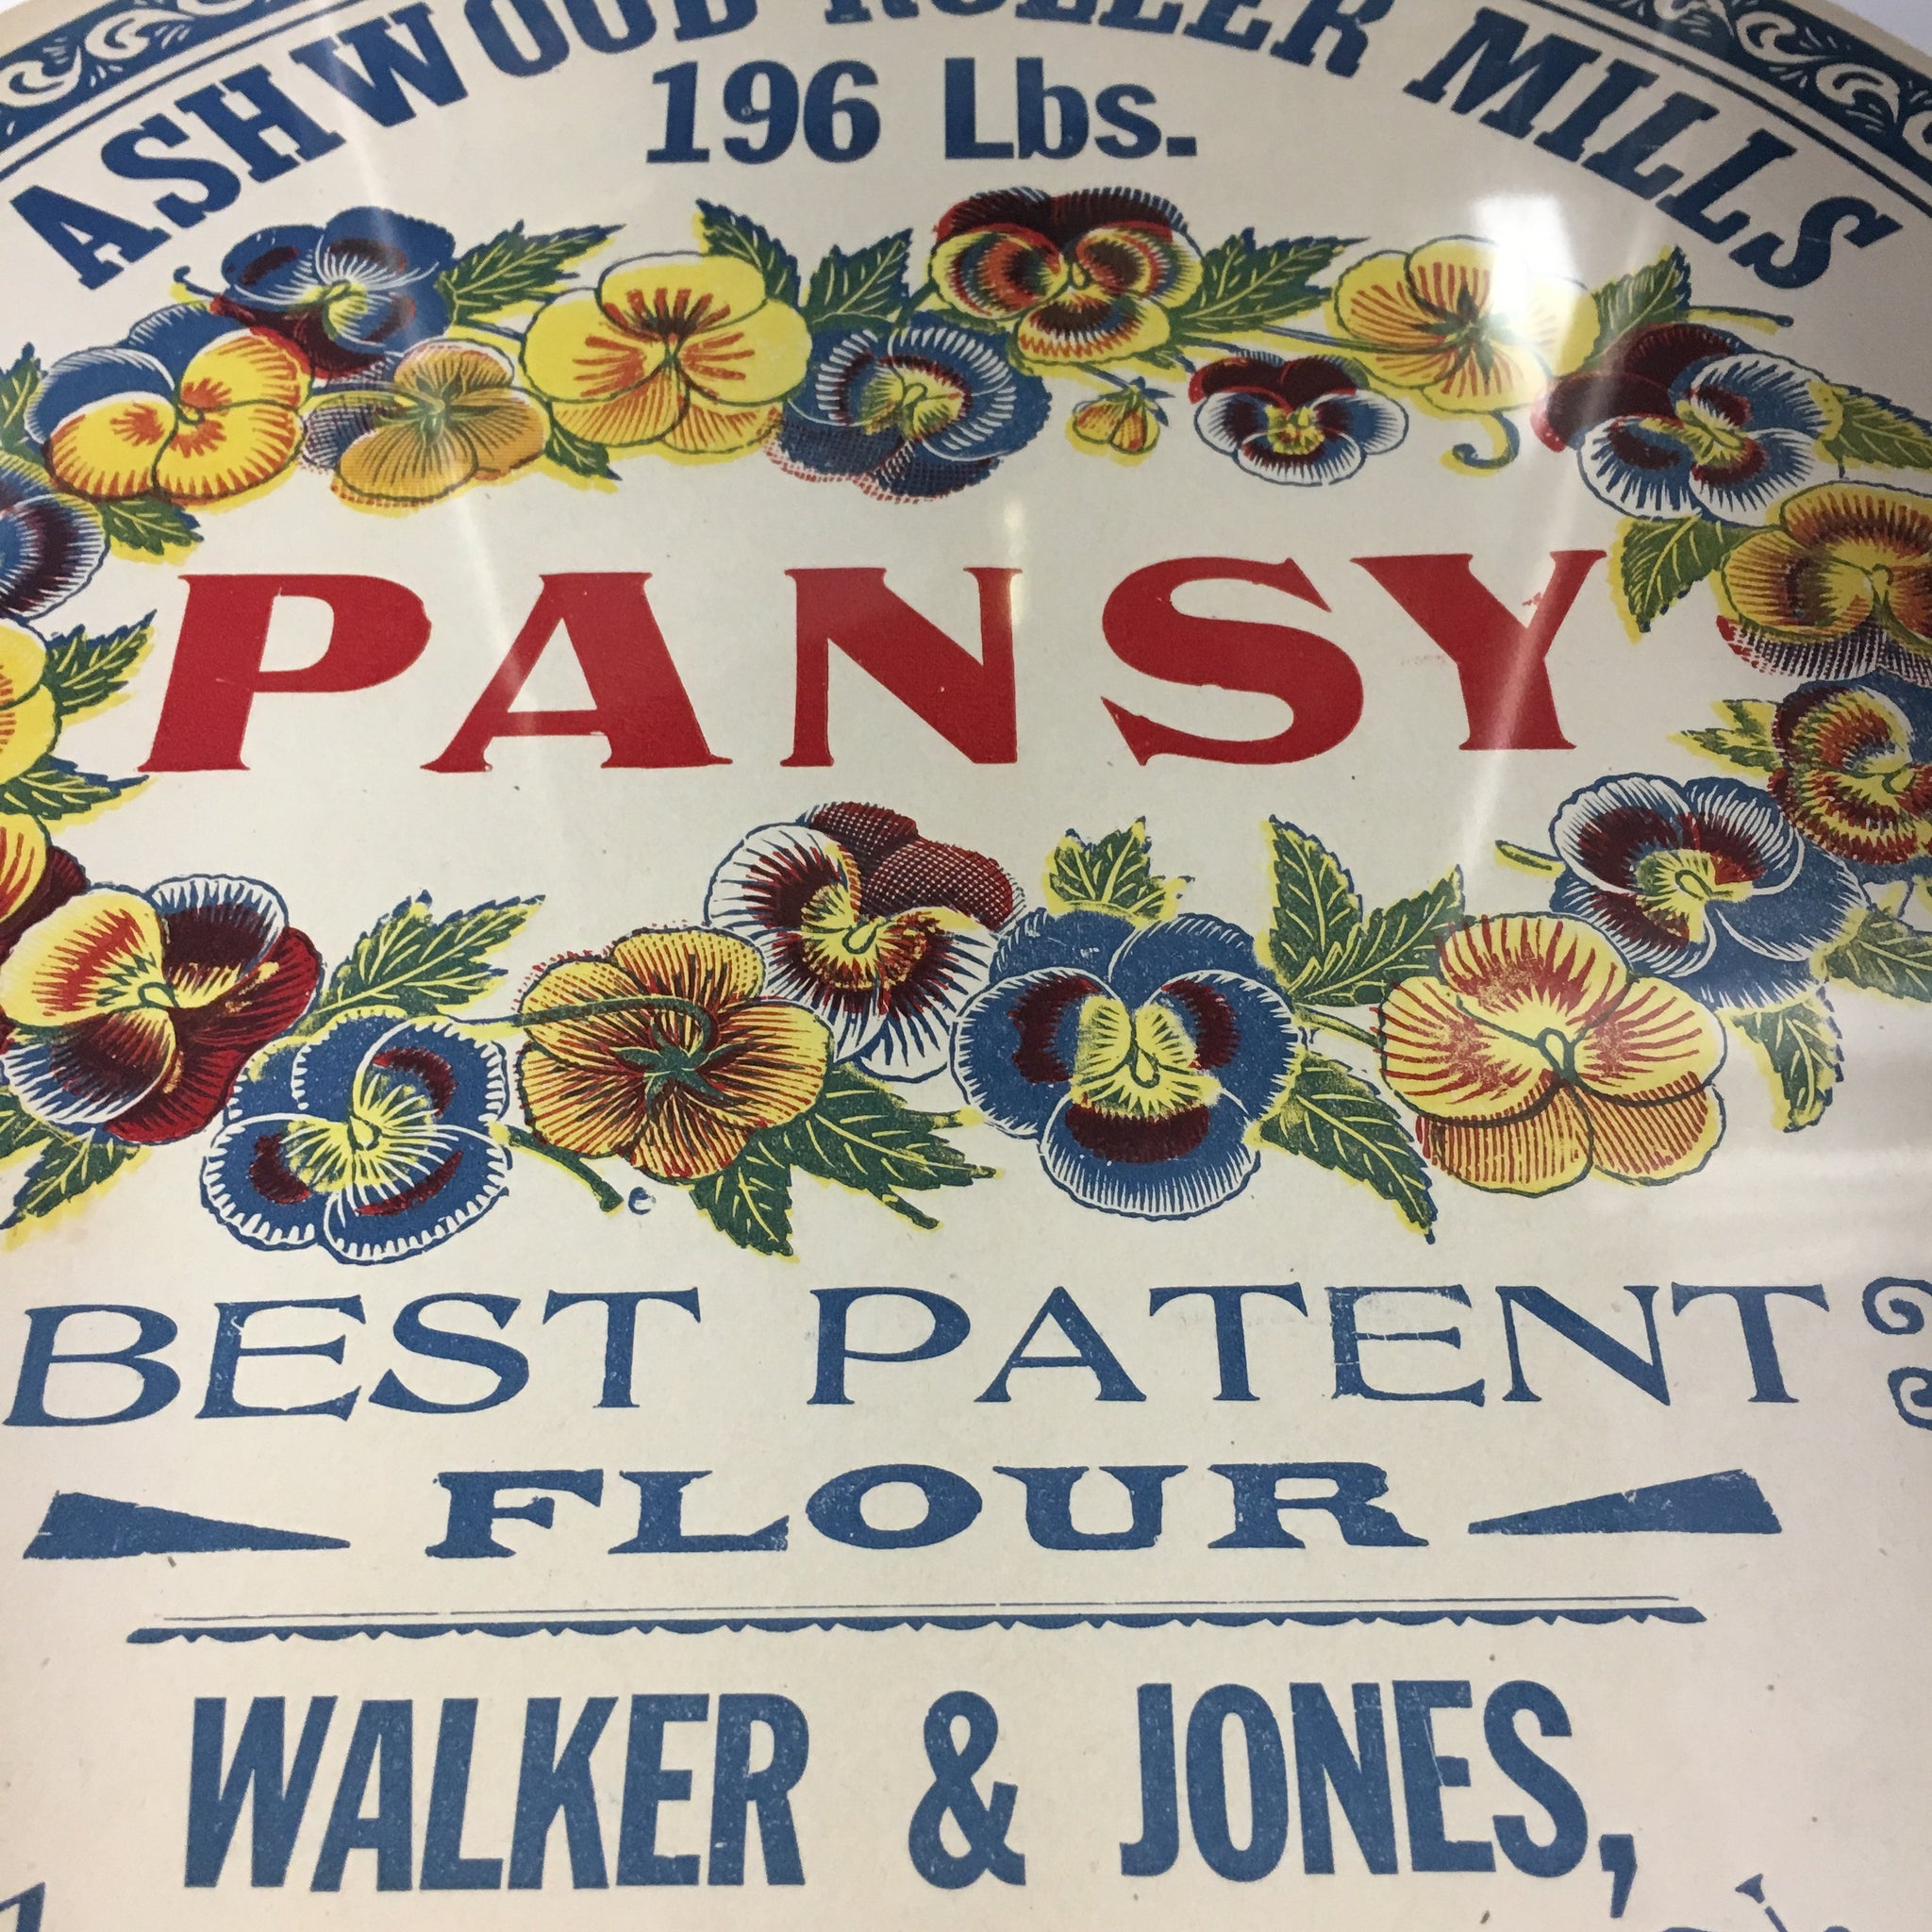 ASHWOOD ROLLER MILLS
196 Lbs.
PANSY
BEST PATENT
FLOUR
WALKER & JONES,